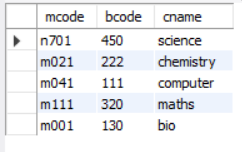 mcode bcode cname
n701 450 science
m021 222 chemistry
m041 111 computer
m111 320 maths
m001 130 bio